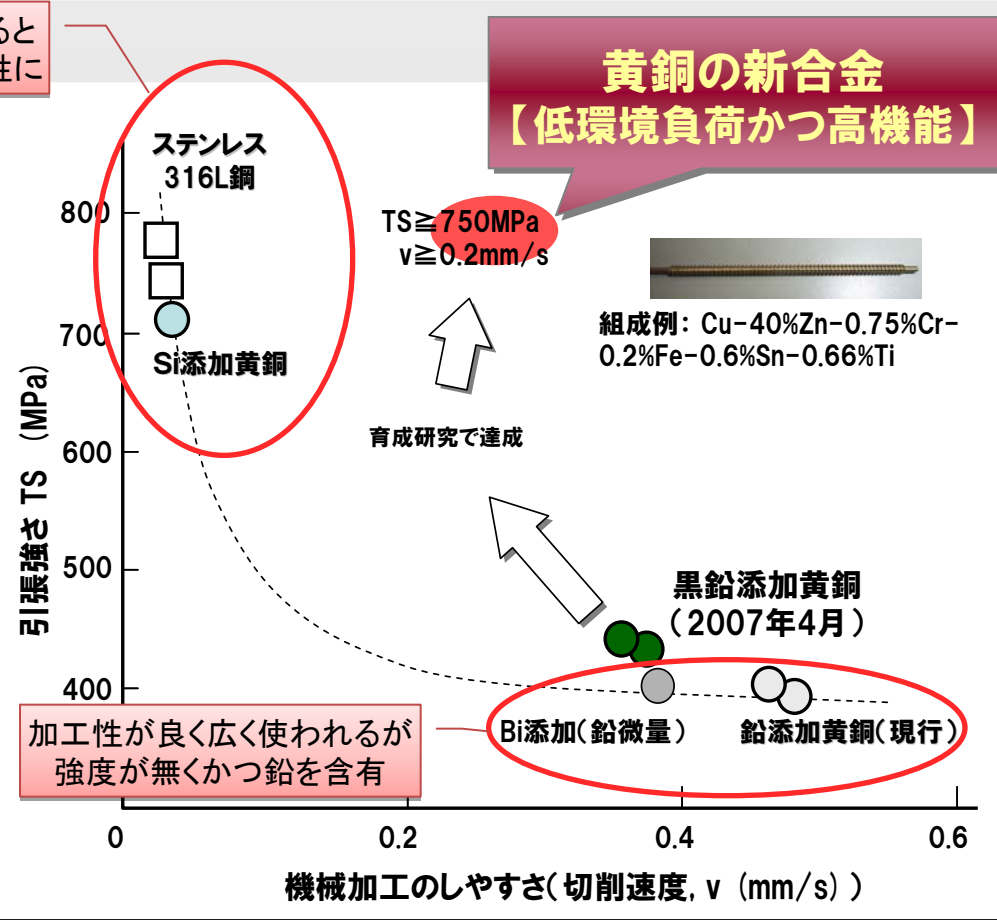 ると
性に
黄銅の新合金
【低環境負荷かつ高機能】
ステンレス
316L鋼
800
TS≧750MPa
v≧0.2mm/s
組成例： Cu-40%Zn-0.75%Cr-
0.2%Fe-0.6%Sn-0.66%Ti
700
Si添加黄銅
育成研究で達成
600
引張強さ TS (MPa)
500
黒鉛添加黄銅
（2007年4月）
400
加工性が良く広く使われるが
強度が無くかつ鉛を含有
Bi添加（鉛微量）
鉛添加黄銅（現行）
0
0.2
0.4
0.6
機械加工のしやすさ（切削速度, v (mm/s) ）